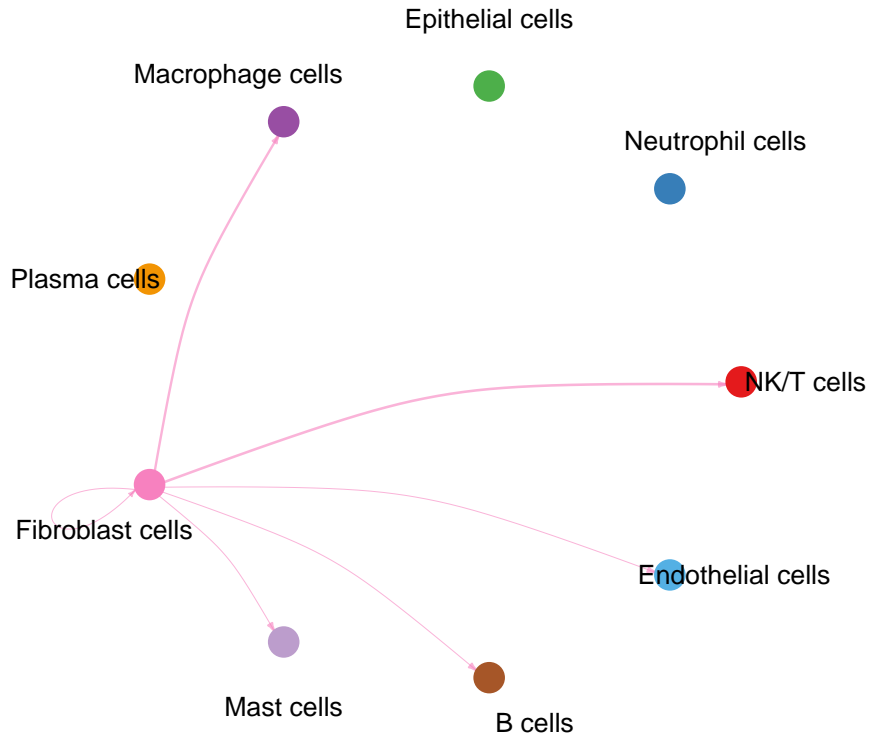 Epithelial cells
Macrophage cells
Neutrophil cells
Plasma cells
NK/T cells
Fibroblast cells
Endothelial cells
Mast cells
B cells